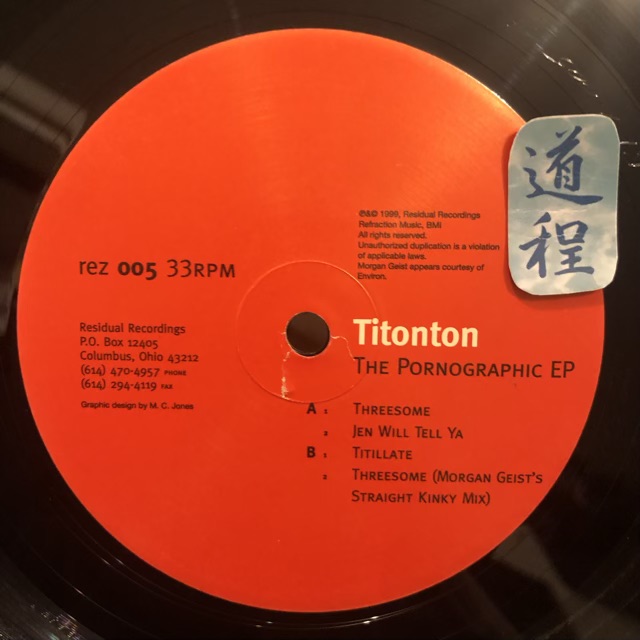 道程
℗&© 1999, Residual Recordings
Refraction Music, BMI
All rights reserved.
Unauthorized duplication is a violation
of applicable laws.
Morgan Geist appears courtesy of
Environ.
rez 005 33RPM
Residual Recordings
P.O. Box 12405
Columbus, Ohio 43212
(614) 470-4957 PHONE
(614) 294-4119 FAX
Graphic design by M. C. Jones
Titonton
THE PORNOGRAPHIC EP
A 1 THREESOME
2 JEN WILL TELL YA
B 1 TITILLATE
2 THREESOME (MORGAN GEIST'S
STRAIGHT KINKY MIX)